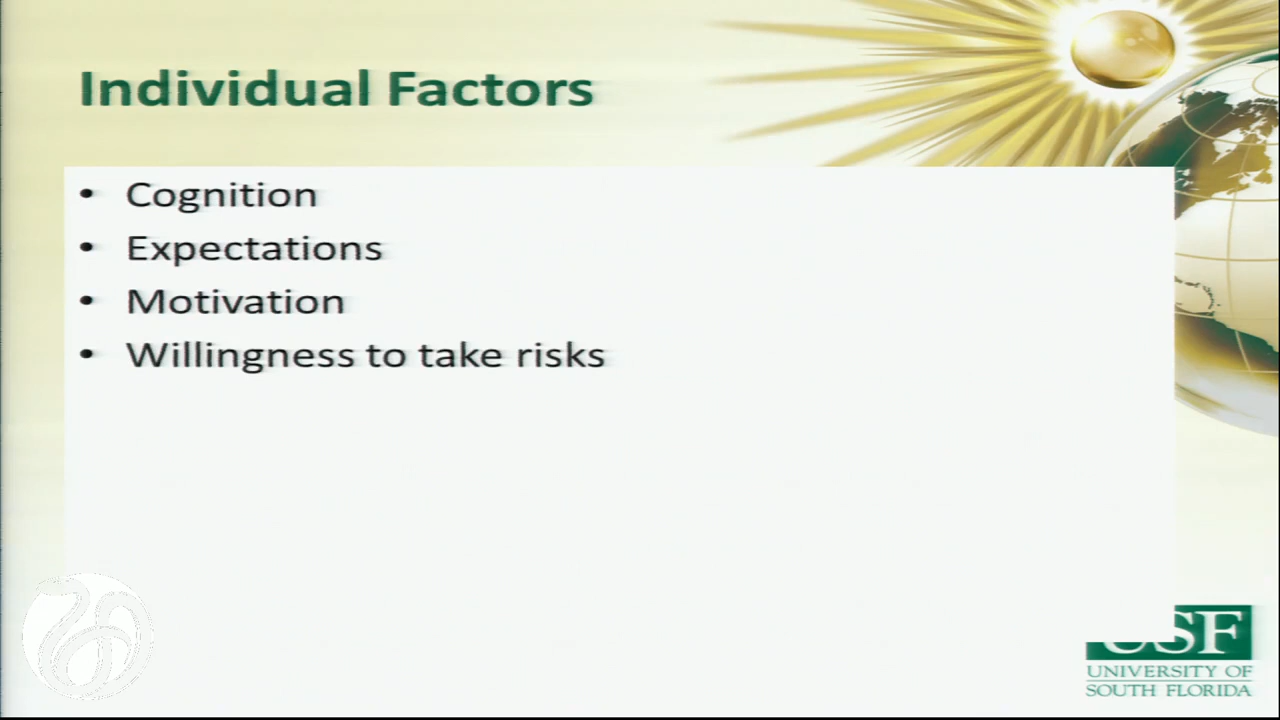 Individual Factors
• Cognition
• Expectations
• Motivation
• Willingness to take risks
USF
UNIVERSITY OF
SOUTH FLORIDA